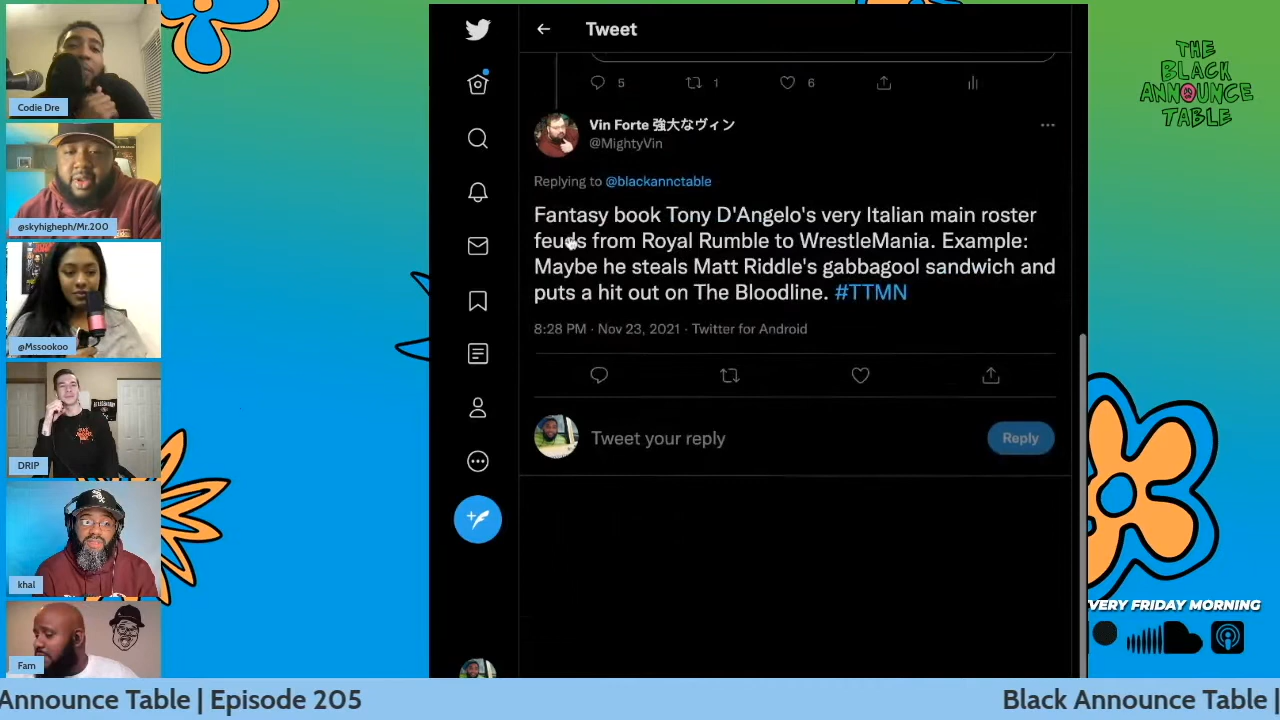 Codie Dre
@skyhigheph/Mr.200
@Mssookoo
DRIP
khal
Fam
Tweet
5
1
6
Vin Forte 強大なヴィン
@MightyVin
Replying to @blackannctable
Fantasy book Tony D'Angelo's very Italian main roster
feuds from Royal Rumble to WrestleMania. Example:
Maybe he steals Matt Riddle's gabbagool sandwich and
puts a hit out on The Bloodline. #TTMN
8:28 PM · Nov 23, 2021 · Twitter for Android
Tweet your reply
Reply
THE
BLACK
ANNOUNCE
TABLE
VERY FRIDAY MORNING
Announce Table | Episode 205
Black Announce Table |